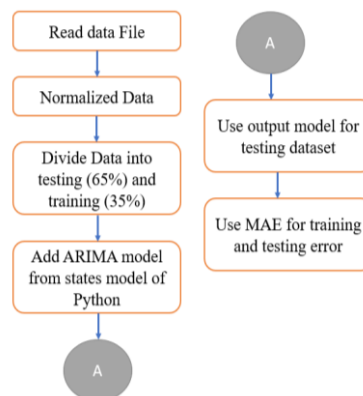 Read data File
Normalized Data
Divide Data into
testing (65%) and
training (35%)
Add ARIMA model
from states model of
Python
A
A
Use output model for
testing dataset
Use MAE for training
and testing error